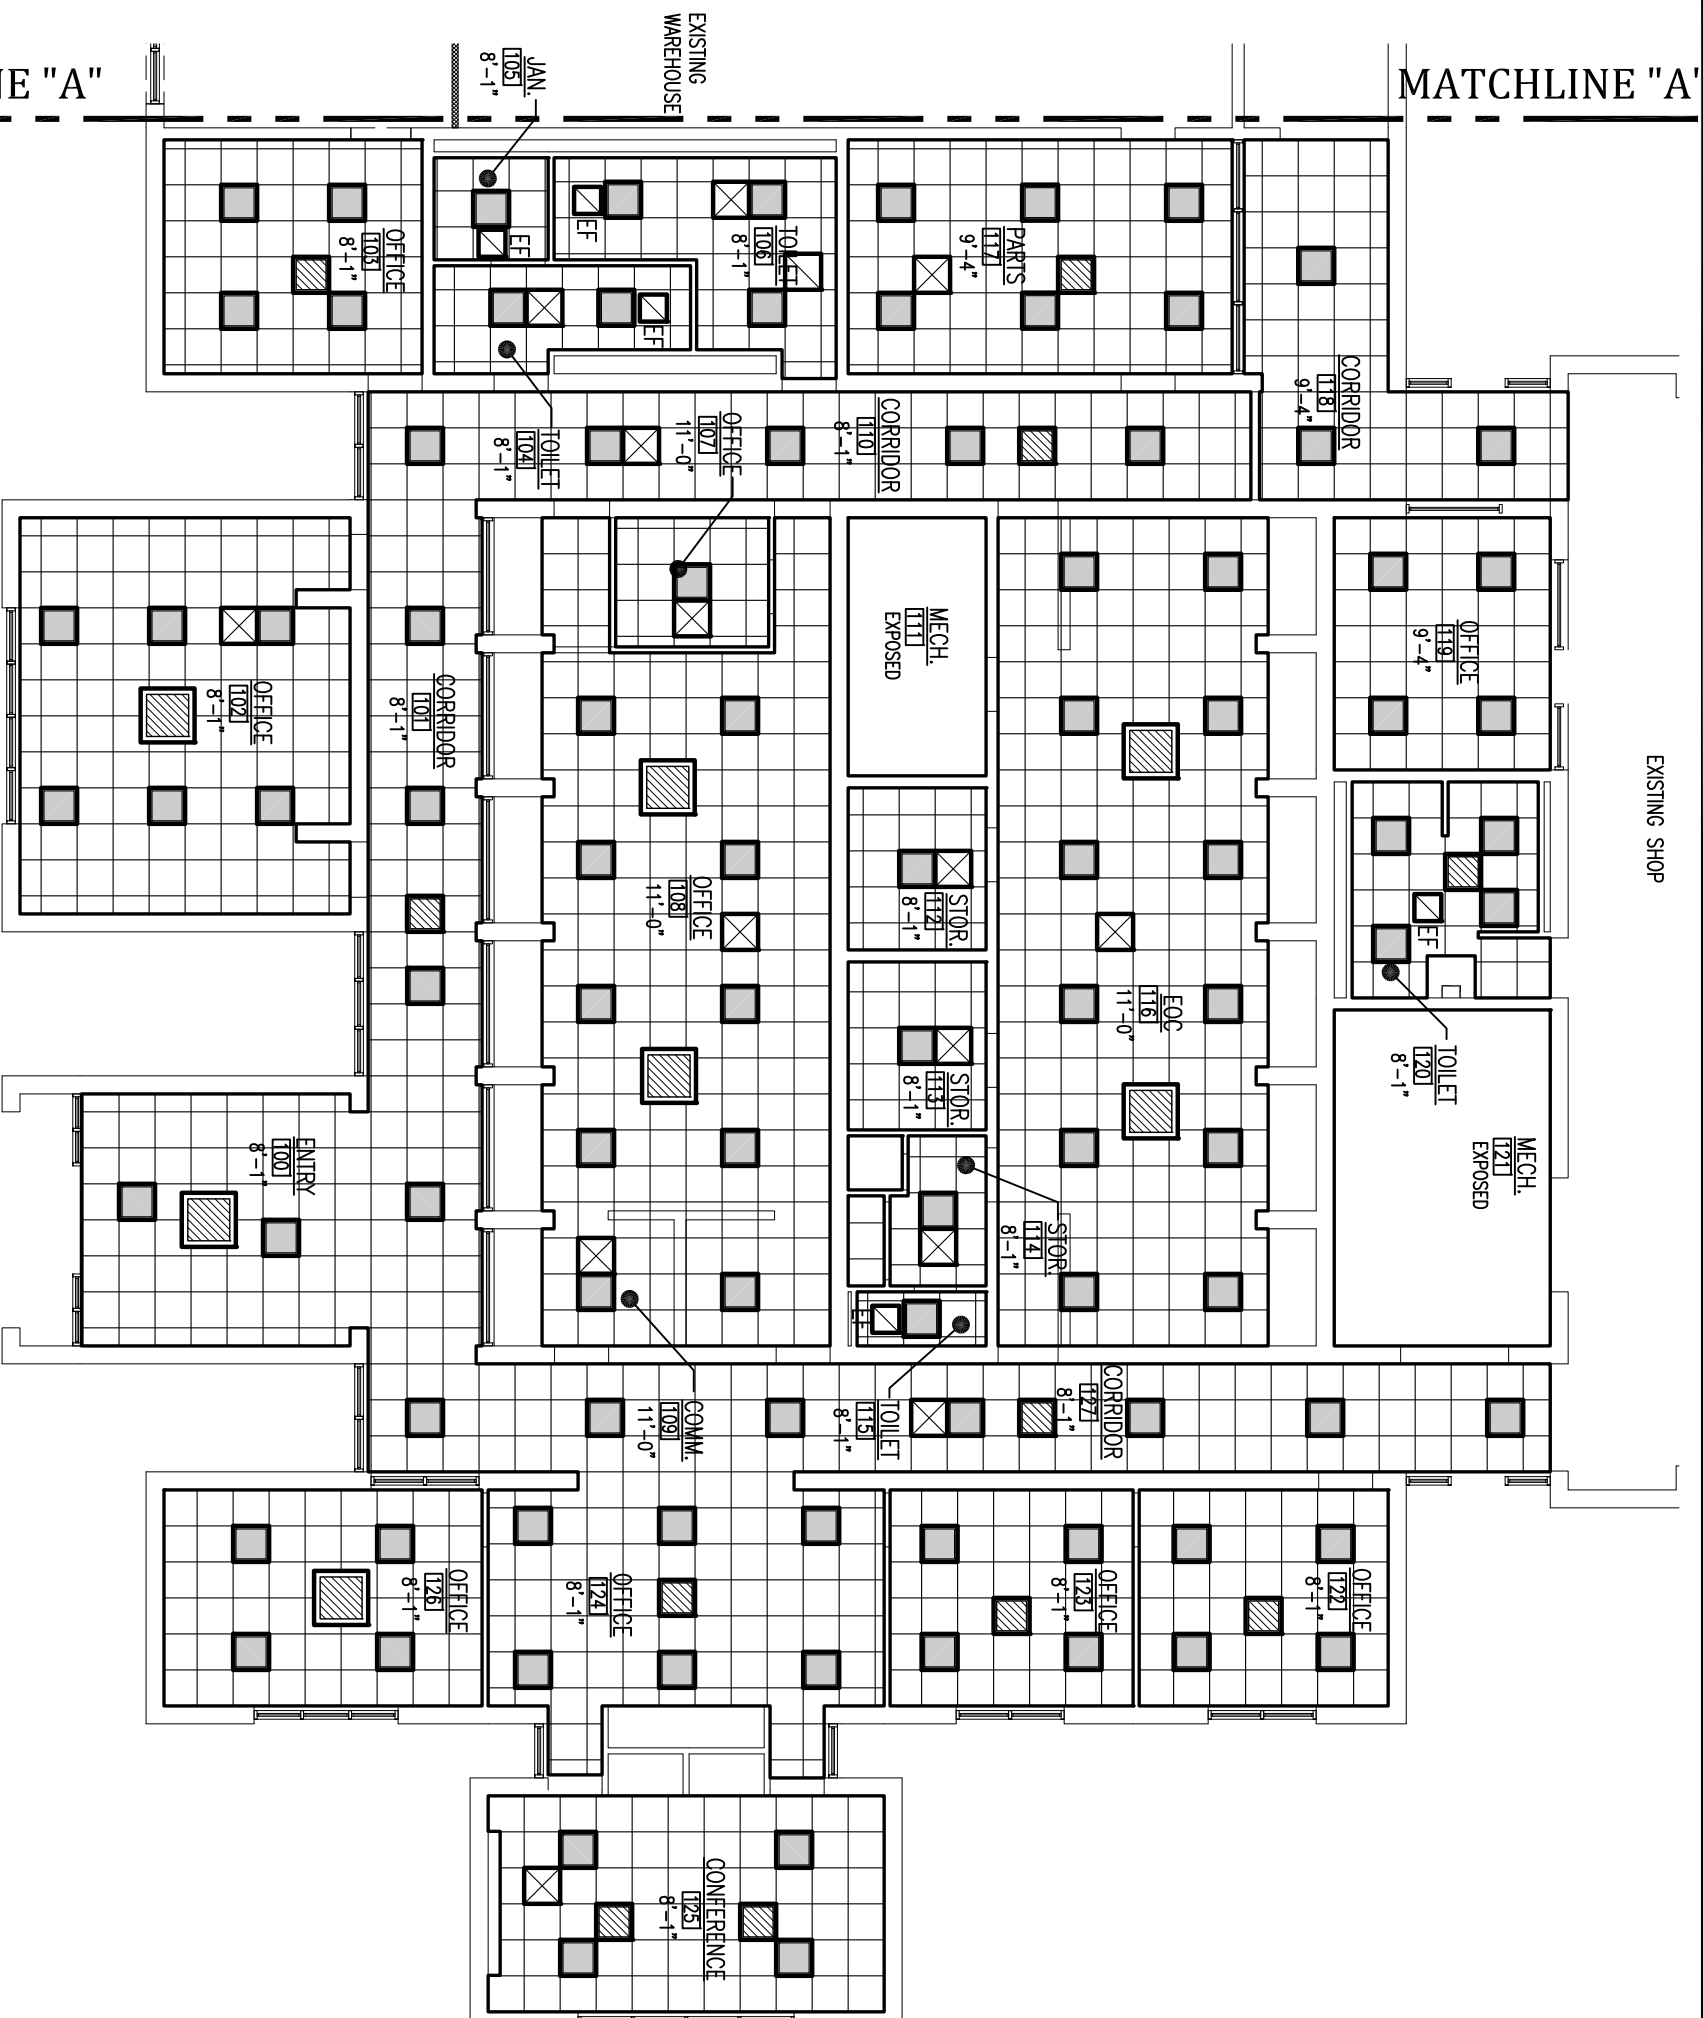 MATCHLINE "A"
NE "A"
EXISTING
WAREHOUSE
JAN.
105
8'-1"
OFFICE
103
8'-1"
EF
EF
TOILET
106
8'-1"
EF
PARTS
117
9'-4"
CORRIDOR
118
9'-4"
TOILET
104
8'-1"
OFFICE
107
11'-0"
CORRIDOR
110
8'-1"
OFFICE
119
9'-4"
EXISTING SHOP
MECH.
111
EXPOSED
OFFICE
102
8'-1"
CORRIDOR
101
8'-1"
OFFICE
108
11'-0"
STOR.
112
8'-1"
STOR.
113
8'-1"
EOC
116
11'-0"
EF
TOILET
120
8'-1"
MECH.
121
EXPOSED
ENTRY
100
8'-1"
STOR.
114
8'-1"
EF
COMM.
109
11'-0"
TOILET
115
8'-1"
CORRIDOR
127
8'-1"
OFFICE
126
8'-1"
OFFICE
124
8'-1"
OFFICE
123
8'-1"
OFFICE
122
8'-1"
CONFERENCE
125
8'-1"